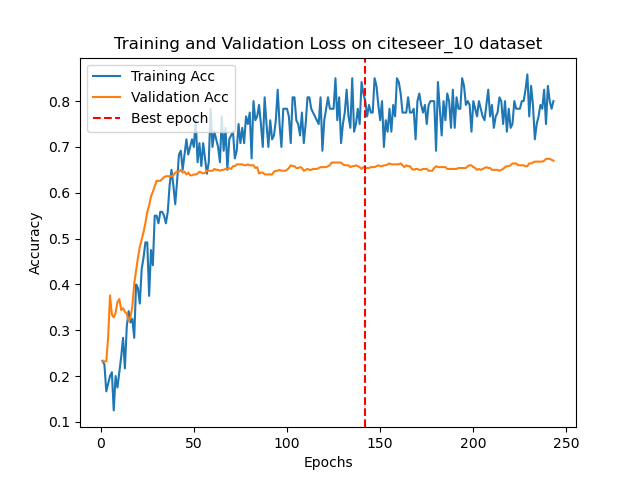 Training and Validation Loss on citeseer_10 dataset
Training Acc
Validation Acc
Best epoch
Accuracy
0.8
0.7
0.6
0.5
0.4
0.3
0.2
0.1
0 50 100 150 200 250
Epochs